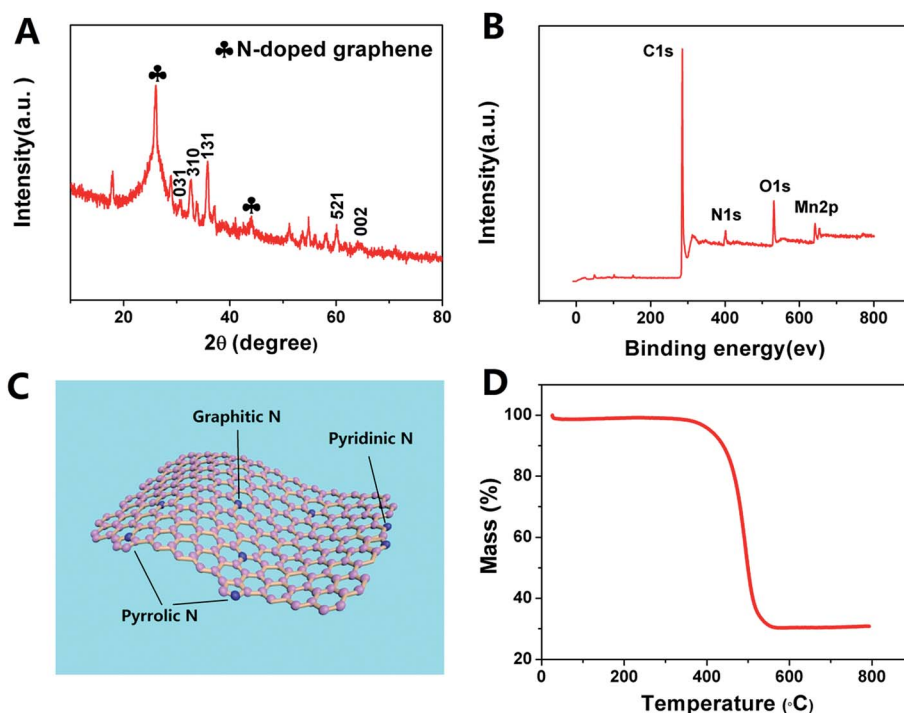 A
♣N-doped graphene
♣
031
310
131
♣
521
002
Intensity(a.u.)
20
40
60
80
2θ (degree)
B
C1s
N1s
O1s
Mn2p
Intensity(a.u.)
0
200
400
600
800
Binding energy(ev)
C
Graphitic N
Pyridinic N
Pyrrolic N
D
100
80
60
40
20
Mass (%)
0
200
400
600
800
Temperature (◦C)